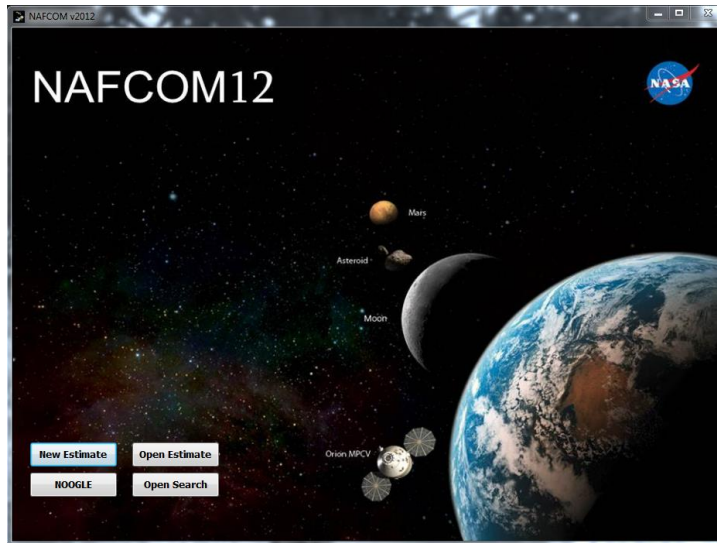 NAFCOM v2012
NAFCOM12
NASA
Mars
Asteroid
Moon
Orion MPCV
New Estimate
Open Estimate
NOOGLE
Open Search